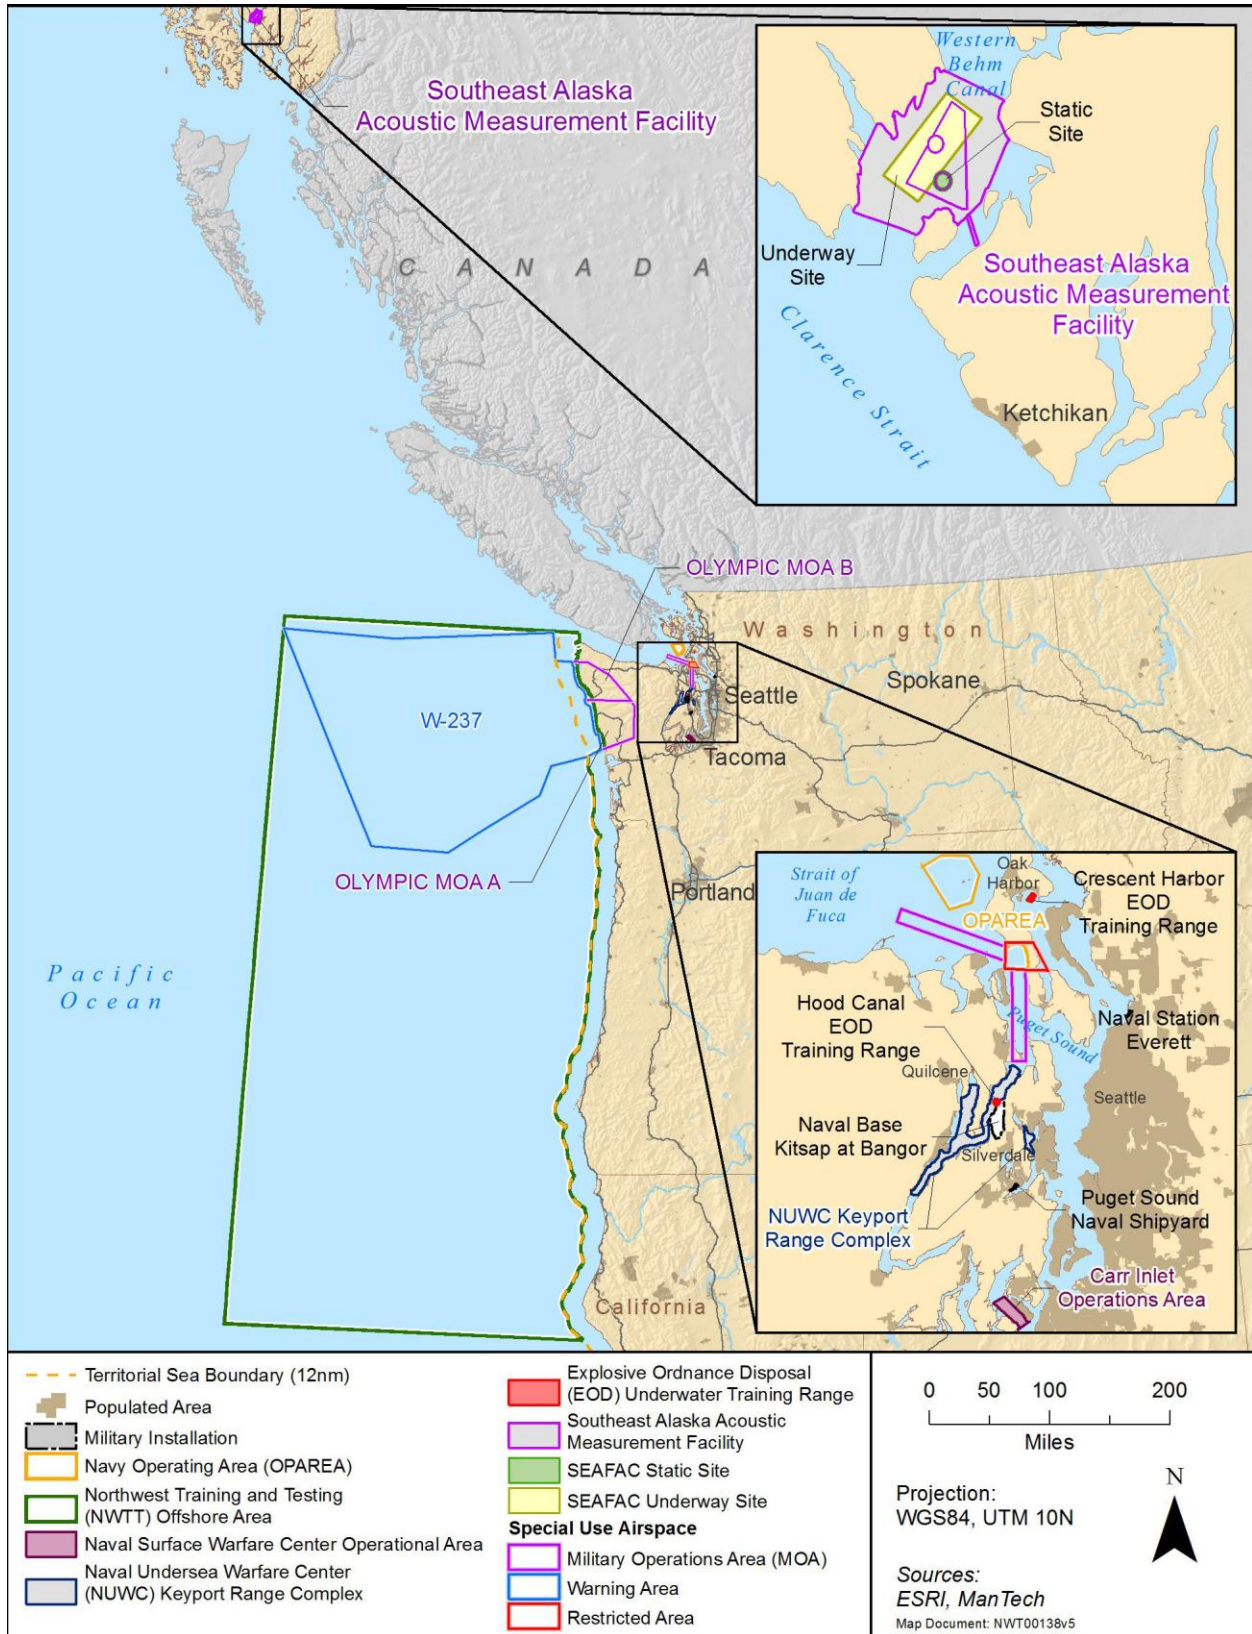 Southeast Alaska
Acoustic Measurement Facility
C A N A D A
Western
Behm
Canal
Static
Site
Underway
Site
Southeast Alaska
Acoustic Measurement
Facility
Clarence Strait
Ketchikan
OLYMPIC MOA B
Washington
Spokane
Seattle
W-237
Tacoma
OLYMPIC MOA A
Portland
Pacific
Ocean
California
Strait of
Juan de
Fuca
Oak
Harbor
Crescent Harbor
EOD
Training Range
OPAREA
Hood Canal
EOD
Training Range
Puget Sound
Naval Station
Everett
Quilcene
Seattle
Naval Base
Kitsap at Bangor
Silverdale
NUWC Keyport
Range Complex
Puget Sound
Naval Shipyard
Carr Inlet
Operations Area
Territorial Sea Boundary (12nm)
Populated Area
Military Installation
Navy Operating Area (OPAREA)
Northwest Training and Testing
(NWTT) Offshore Area
Naval Surface Warfare Center Operational Area
Naval Undersea Warfare Center
(NUWC) Keyport Range Complex
Explosive Ordnance Disposal
(EOD) Underwater Training Range
Southeast Alaska Acoustic
Measurement Facility
SEAFAC Static Site
SEAFAC Underway Site
Special Use Airspace
Military Operations Area (MOA)
Warning Area
Restricted Area
0 50 100 200
Miles
N
Projection:
WGS84, UTM 10N
Sources:
ESRI, ManTech
Map Document: NWT00138v5